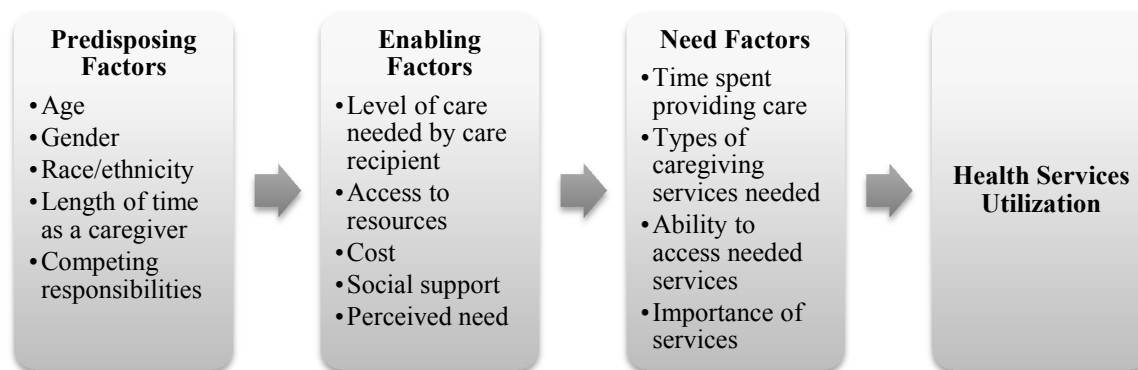 Predisposing
Factors
•Age
•Gender
•Race/ethnicity
•Length of time
as a caregiver
•Competing
responsibilities
Enabling
Factors
•Level of care
needed by care
recipient
•Access to
resources
•Cost
•Social support
•Perceived need
Need Factors
•Time spent
providing care
•Types of
caregiving
services needed
•Ability to
access needed
services
•Importance of
services
Health Services
Utilization